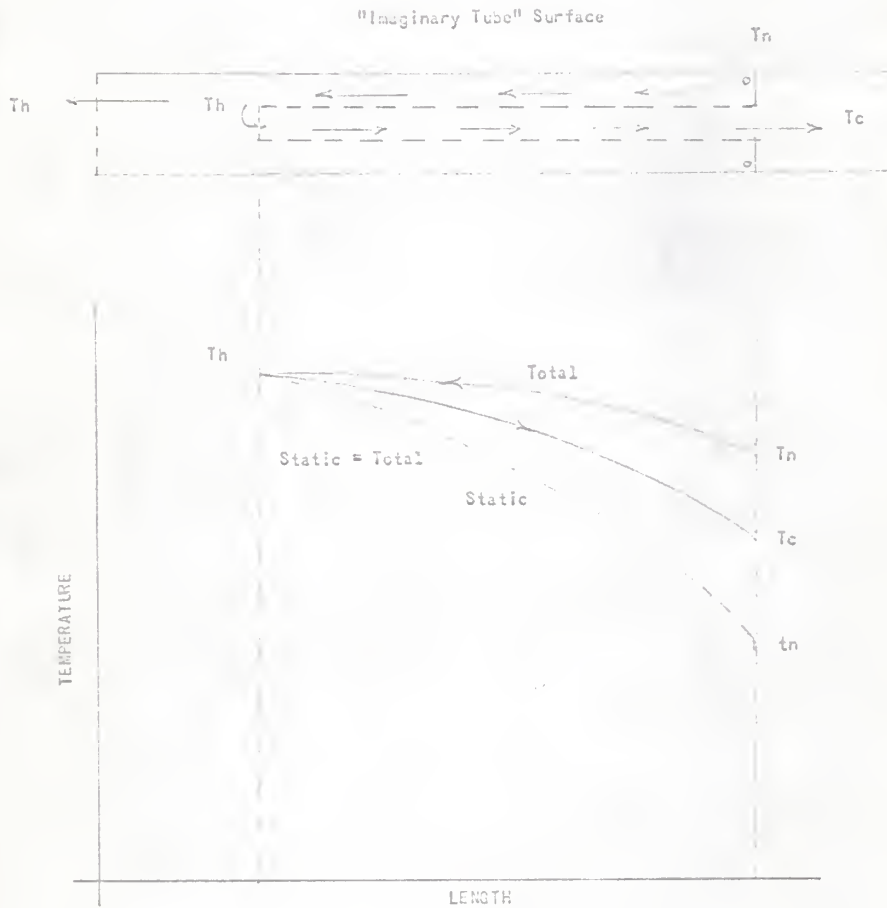 "Imaginary Tube" Surface
Tn
Th
Th
Tc
Th
Total
Static = Total
Static
Tn
Tc
tn
TEMPERATURE
LENGTH